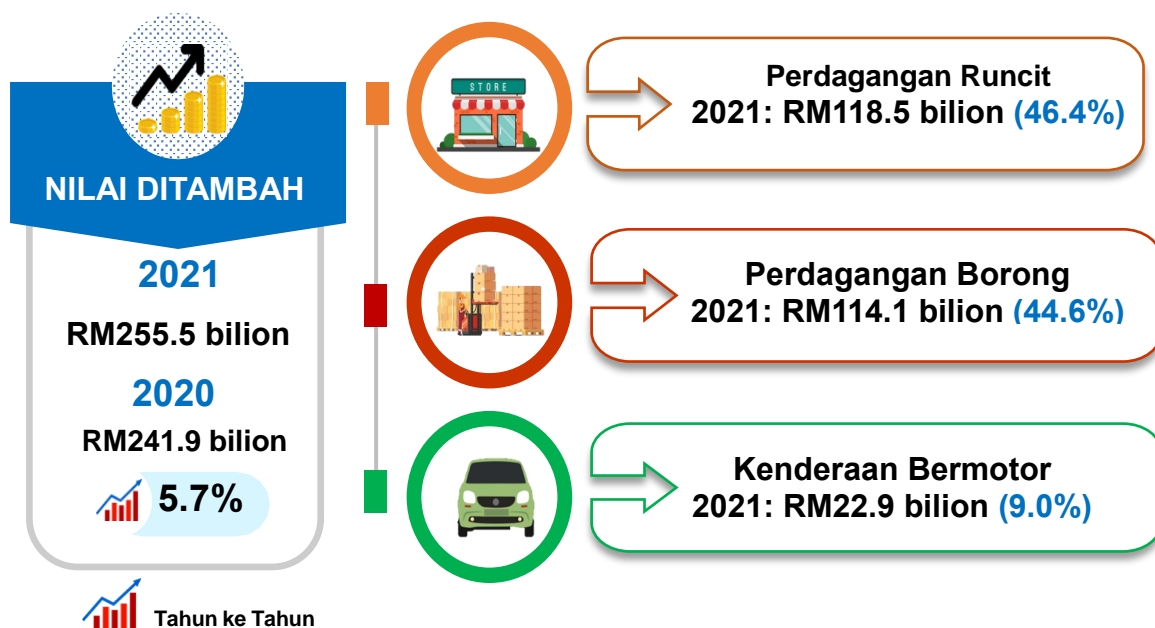 NILAI DITAMBAH
2021
RM255.5 bilion
2020
RM241.9 bilion
5.7%
Tahun ke Tahun
STORE
Perdagangan Runcit
2021: RM118.5 bilion (46.4%)
Perdagangan Borong
2021: RM114.1 bilion (44.6%)
Kenderaan Bermotor
2021: RM22.9 bilion (9.0%)